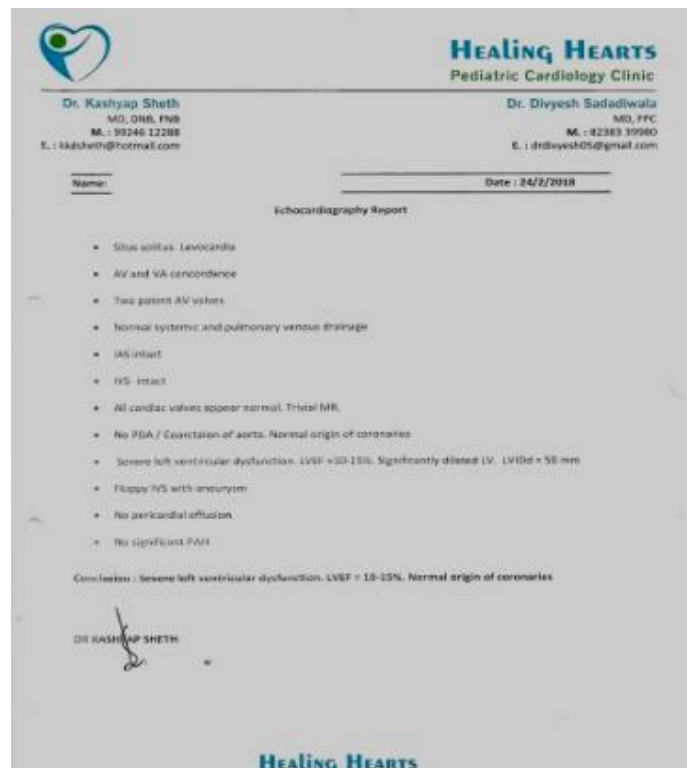 Healing Hearts
Pediatric Cardiology Clinic
Dr. Kashyap Sheth
MD, DNB, FNB
M. : 99246 12288
E. : kkdsheth@hotmail.com
Dr. Divyesh Sadadiwala
MD, FPC
M. : 82383 39980
E. : drdivyesh05@gmail.com
Name:
Date : 24/2/2018
Echocardiography Report
• Situs solitus. Levocardia
• AV and VA concordance
• Two patent AV valves
• Normal systemic and pulmonary venous drainage
• IAS intact
• IVS- intact
• All cardiac valves appear normal. Trivial MR.
• No PDA / Coarctaion of aorta. Normal origin of coronaries
• Severe left ventricular dysfunction. LVEF =10-15%. Significantly dilated LV. LVIDd = 50 mm
• Floppy IVS with aneurysm
• No pericardial effusion
• No significant PAH
Conclusion : Severe left ventricular dysfunction. LVEF = 10-15%. Normal origin of coronaries
DR KASHYAP SHETH
Healing Hearts